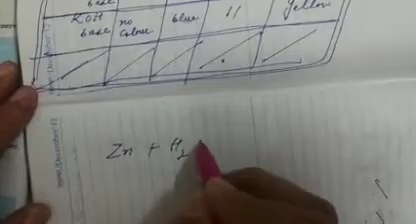 base
KOH no blue H yellow
base colour
Zn + H2